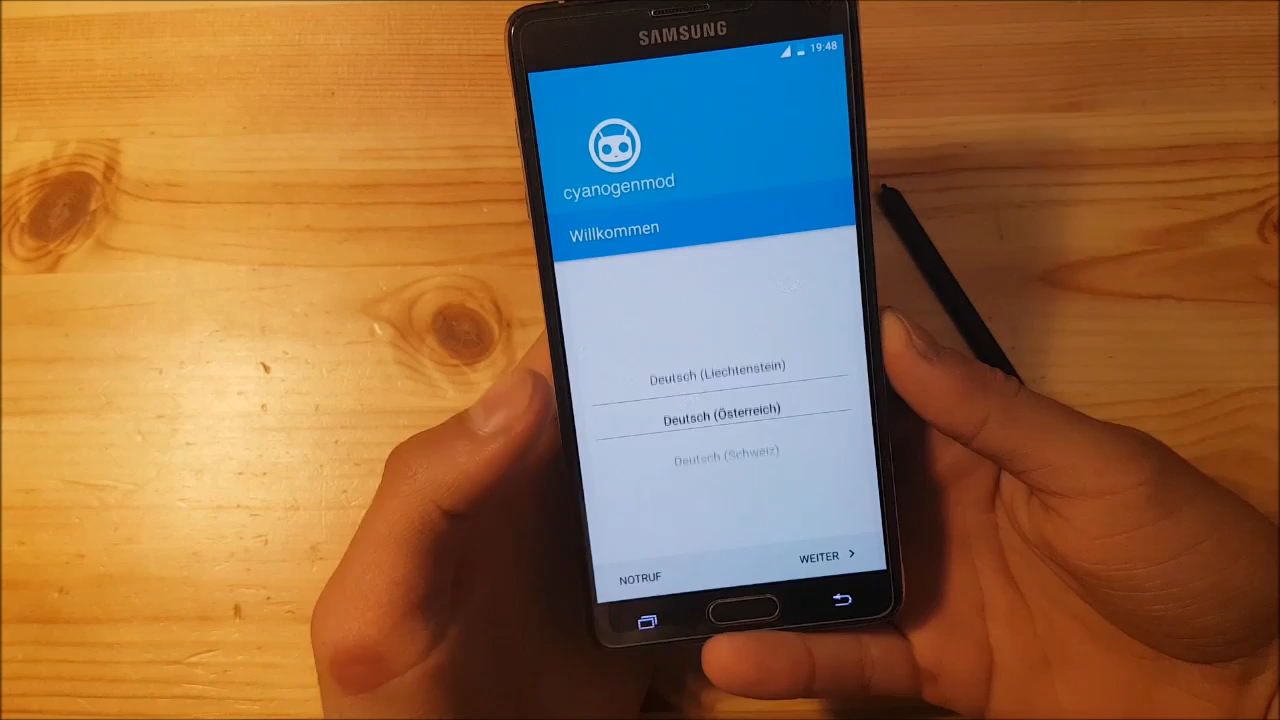 SAMSUNG
19:48
cyanogenmod
Willkommen
Deutsch (Liechtenstein)
Deutsch (Österreich)
Deutsch (Schweiz)
NOTRUF
WEITER